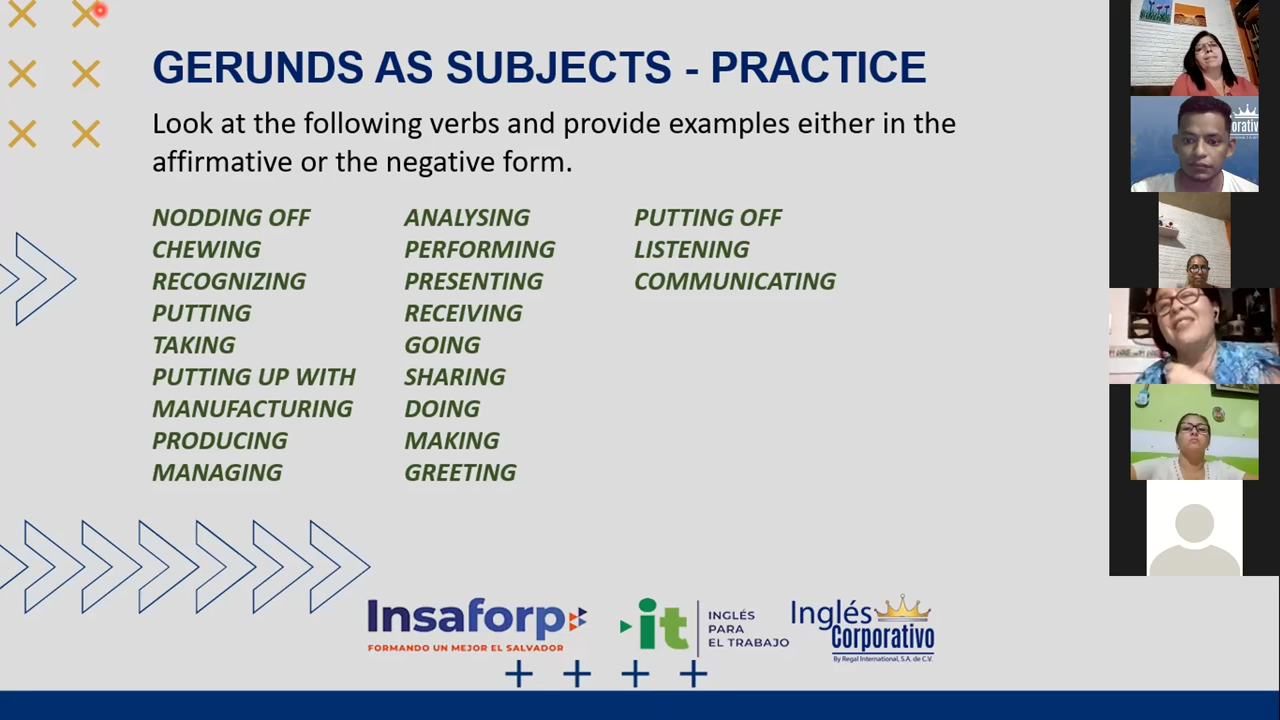 GERUNDS AS SUBJECTS - PRACTICE
Look at the following verbs and provide examples either in the
affirmative or the negative form.
NODDING OFF
CHEWING
RECOGNIZING
PUTTING
TAKING
PUTTING UP WITH
MANUFACTURING
PRODUCING
MANAGING
ANALYSING
PERFORMING
PRESENTING
RECEIVING
GOING
SHARING
DOING
MAKING
GREETING
PUTTING OFF
LISTENING
COMMUNICATING
Insaforp
FORMANDO UN MEJOR EL SALVADOR
it
INGLÉS
PARA
EL TRABAJO
Inglés
Corporativo
By Regal International, S.A. de C.V.